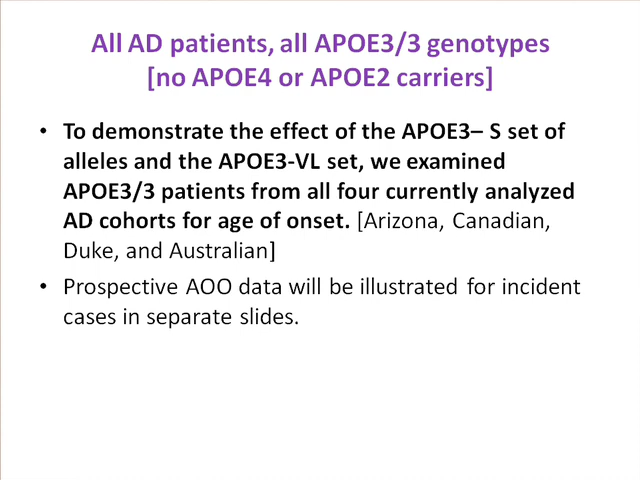 All AD patients, all APOE3/3 genotypes
[no APOE4 or APOE2 carriers]
• To demonstrate the effect of the APOE3– S set of
alleles and the APOE3-VL set, we examined
APOE3/3 patients from all four currently analyzed
AD cohorts for age of onset. [Arizona, Canadian,
Duke, and Australian]
• Prospective AOO data will be illustrated for incident
cases in separate slides.